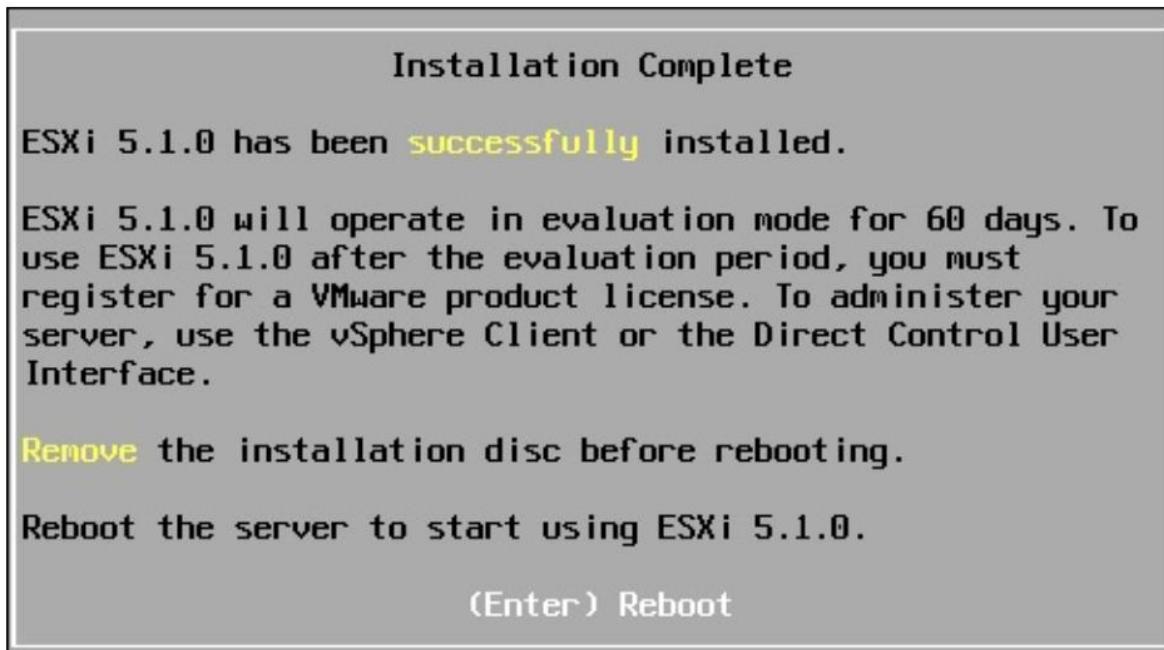 Installation Complete
ESXi 5.1.0 has been successfully installed.
ESXi 5.1.0 will operate in evaluation mode for 60 days. To
use ESXi 5.1.0 after the evaluation period, you must
register for a VMware product license. To administer your
server, use the vSphere Client or the Direct Control User
Interface.
Remove the installation disc before rebooting.
Reboot the server to start using ESXi 5.1.0.
(Enter) Reboot